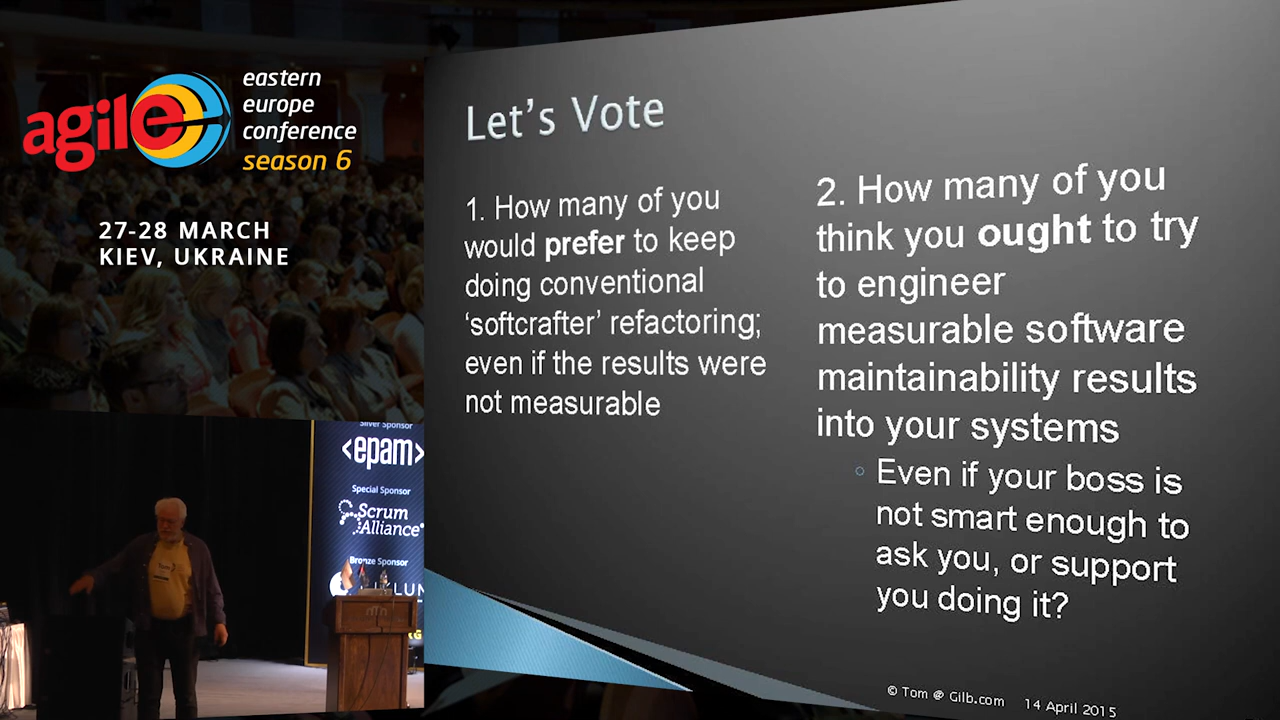 agile
eastern
europe
conference
season 6
27-28 MARCH
KIEV, UKRAINE
Silver Sponsor
<epam>
Special Sponsor
Scrum
Alliance
Bronze Sponsor
Let's Vote
1. How many of you
would prefer to keep
doing conventional
‘softcrafter’ refactoring;
even if the results were
not measurable
2. How many of you
think you ought to try
to engineer
measurable software
maintainability results
into your systems
◦ Even if your boss is
not smart enough to
ask you, or support
you doing it?
© Tom @ Gilb.com 14 April 2015